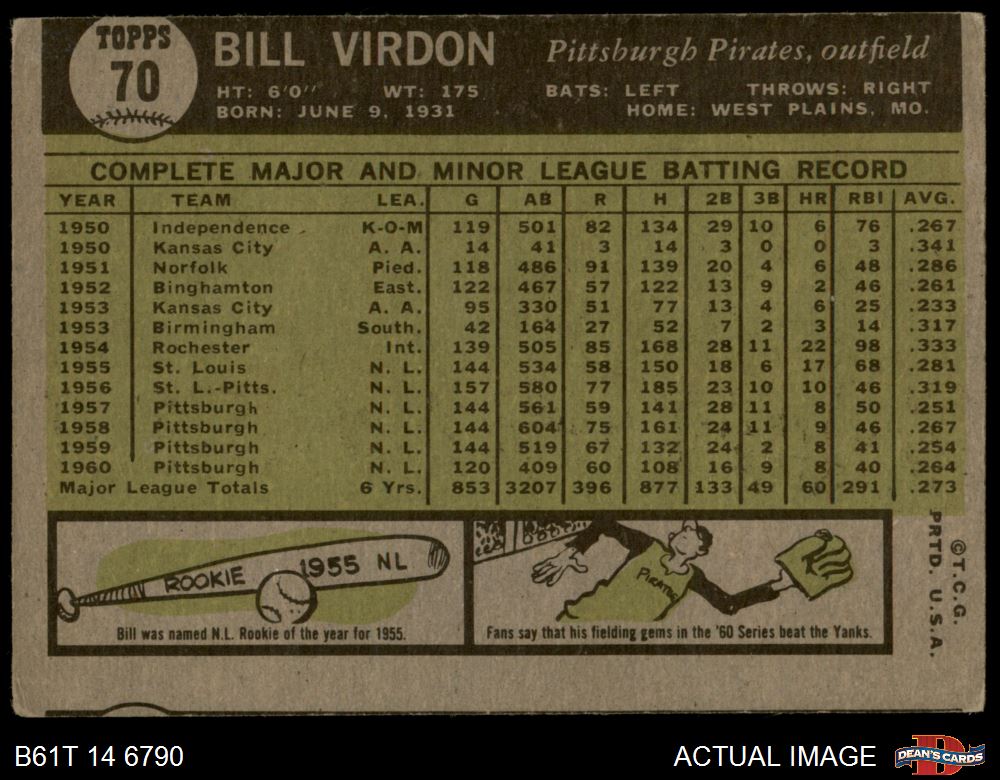 TOPPS
70
BILL VIRDON Pittsburgh Pirates, outfield
HT: 6'0" WT: 175 BATS: LEFT THROWS: RIGHT
BORN: JUNE 9, 1931 HOME: WEST PLAINS, MO.
COMPLETE MAJOR AND MINOR LEAGUE BATTING RECORD
YEAR TEAM LEA. G AB R H 2B 3B HR RBI AVG.
1950 Independence K-O-M 119 501 82 134 29 10 6 76 .267
1950 Kansas City A. A. 14 41 3 14 3 0 0 3 .341
1951 Norfolk Pied. 118 486 91 139 20 4 6 48 .286
1952 Binghamton East. 122 467 57 122 13 9 2 46 .261
1953 Kansas City A. A. 95 330 51 77 13 4 6 25 .233
1953 Birmingham South. 42 164 27 52 7 2 3 14 .317
1954 Rochester Int. 139 505 85 168 28 11 22 98 .333
1955 St. Louis N. L. 144 534 58 150 18 6 17 68 .281
1956 St. L.-Pitts. N. L. 157 580 77 185 23 10 10 46 .319
1957 Pittsburgh N. L. 144 561 59 141 28 11 8 50 .251
1958 Pittsburgh N. L. 144 604 75 161 24 11 9 46 .267
1959 Pittsburgh N. L. 144 519 67 132 24 2 8 41 .254
1960 Pittsburgh N. L. 120 409 60 108 16 9 8 40 .264
Major League Totals 6 Yrs. 853 3207 396 877 133 49 60 291 .273
ROOKIE 1955 NL
Bill was named N.L. Rookie of the year for 1955.
PIRATES
Fans say that his fielding gems in the '60 Series beat the Yanks.
©T.C.G.
PRTD. U.S.A.
B61T 14 6790 ACTUAL IMAGE
D
DEAN'S CARDS